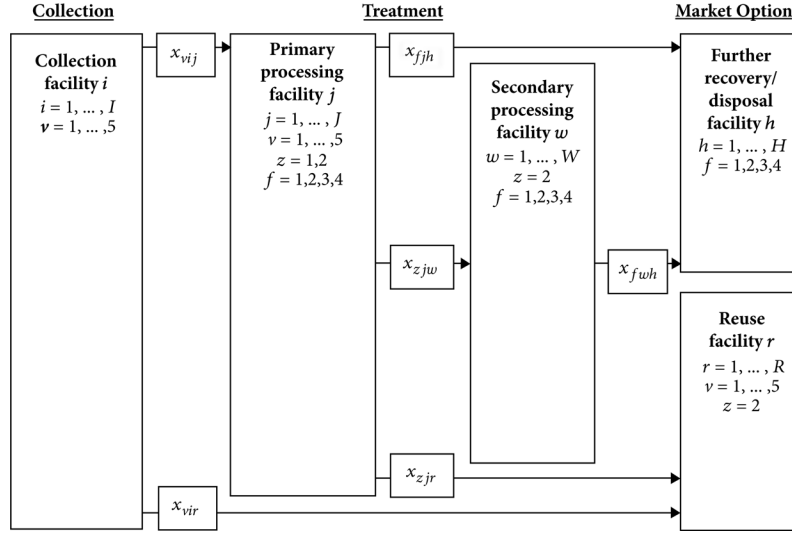 Collection
Treatment
Market Option
Collection
facility i
i = 1, ... , I
v = 1, ... ,5
x_vij
Primary
processing
facility j
j = 1, ... , J
v = 1, ... ,5
z = 1,2
f = 1,2,3,4
x_fjh
x_zjw
x_zjr
x_vir
Secondary
processing
facility w
w = 1, ... , W
z = 2
f = 1,2,3,4
x_fwh
Further
recovery/
disposal
facility h
h = 1, ... , H
f = 1,2,3,4
Reuse
facility r
r = 1, ... , R
v = 1, ... ,5
z = 2